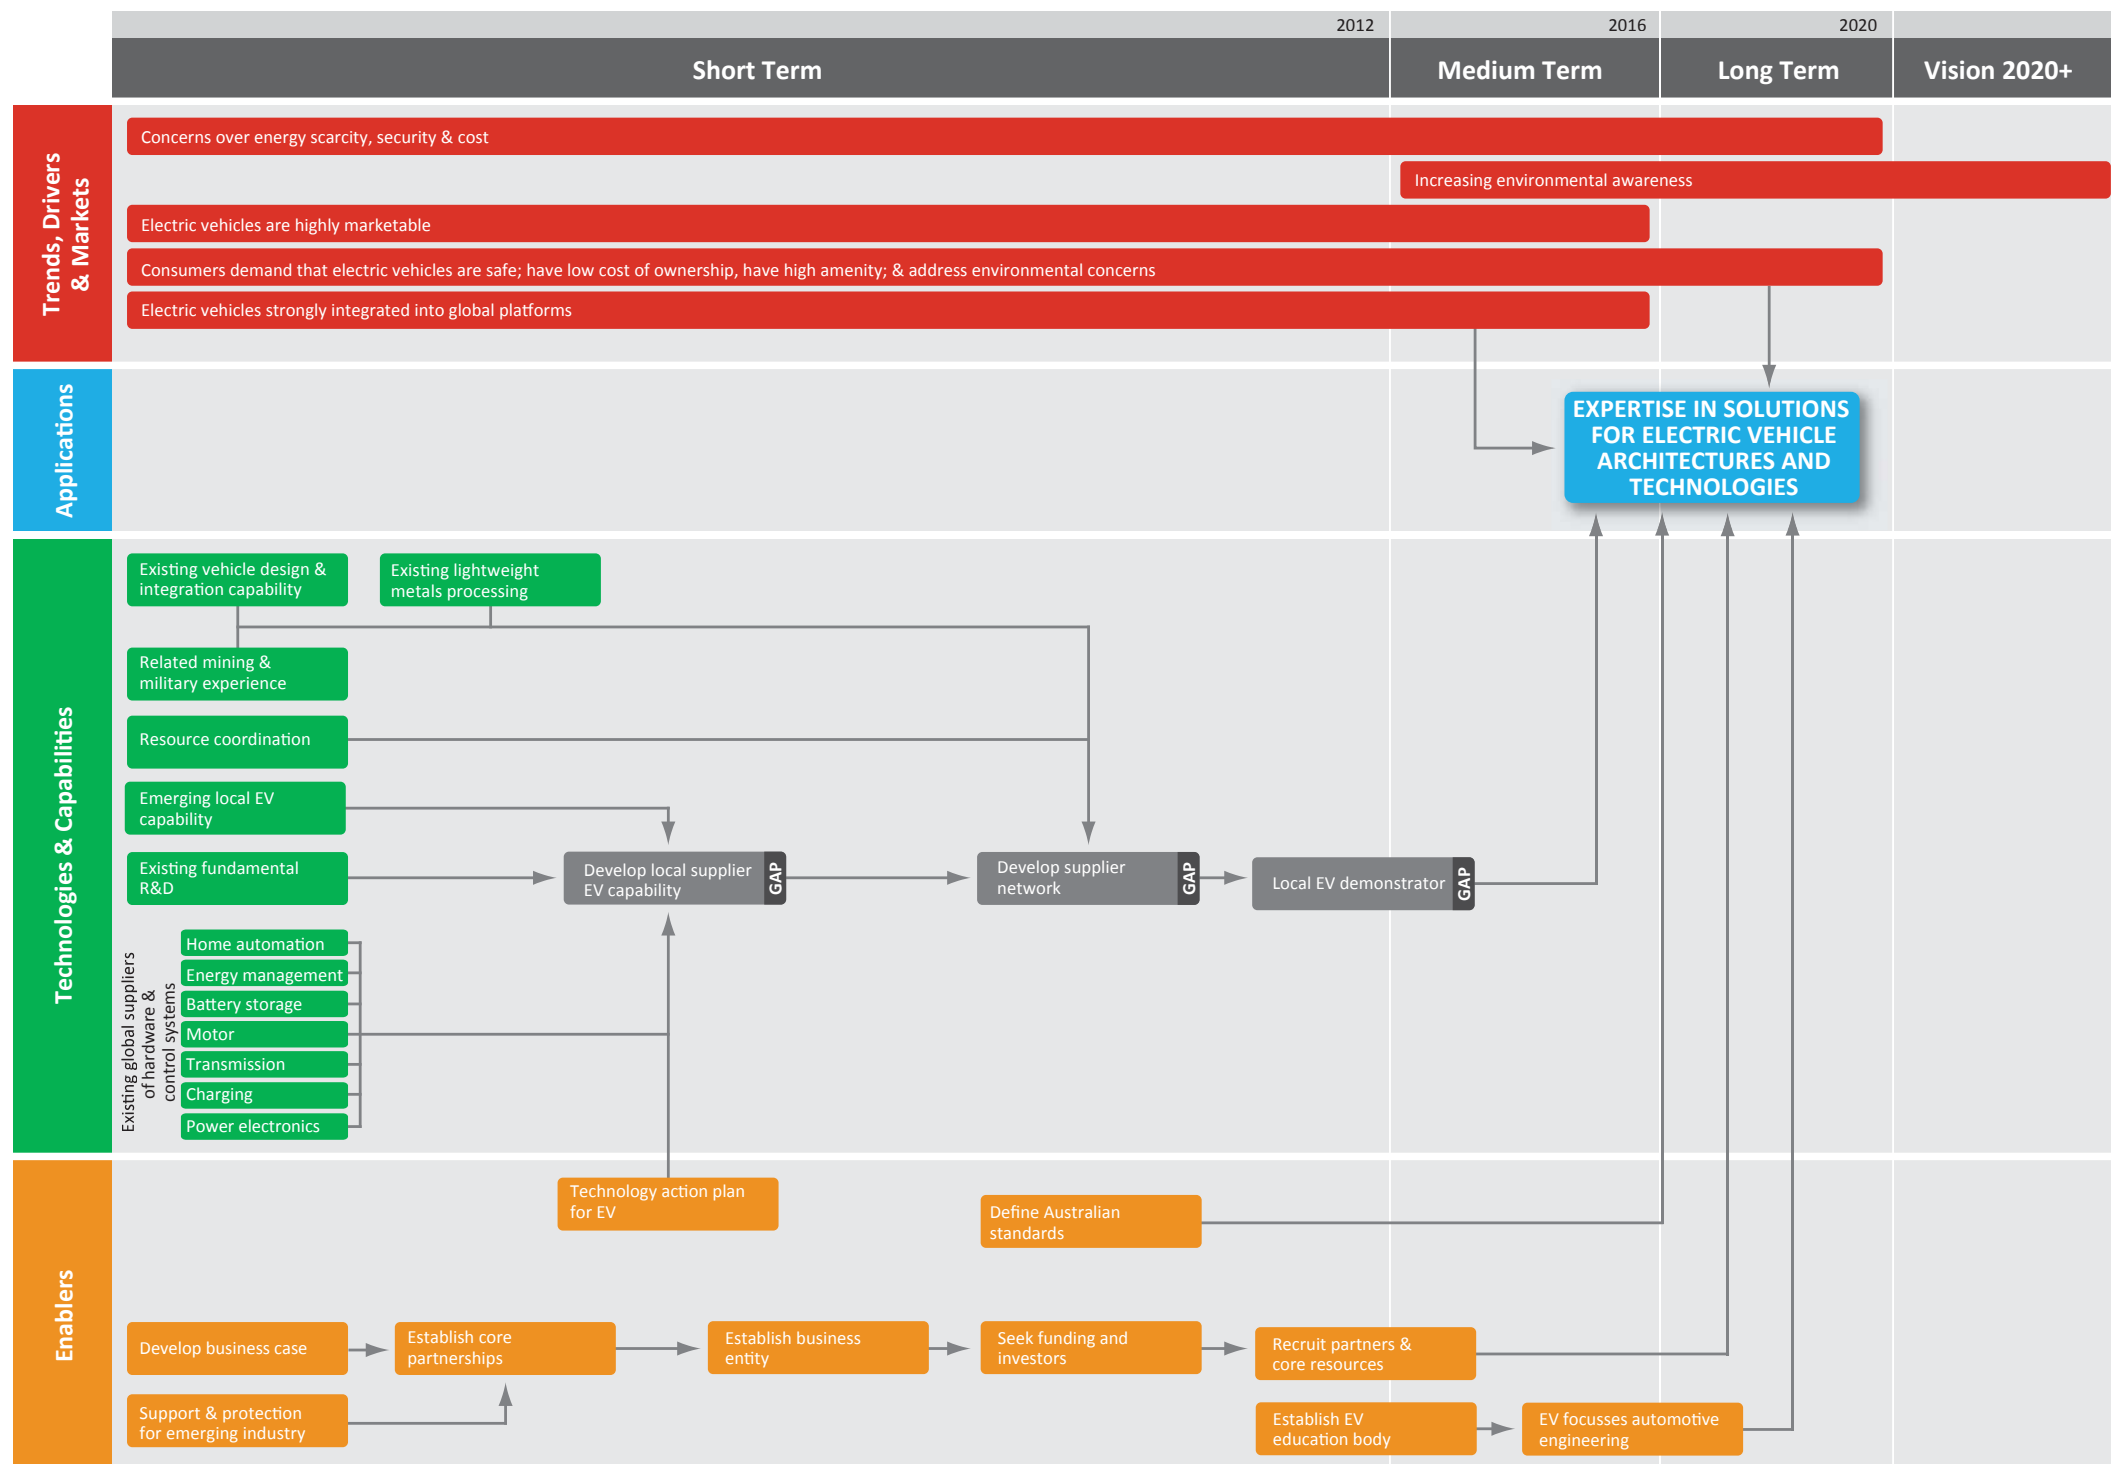 2012
2016
2020
Short Term
Medium Term
Long Term
Vision 2020+
Trends, Drivers
& Markets
Concerns over energy scarcity, security & cost
Increasing environmental awareness
Electric vehicles are highly marketable
Consumers demand that electric vehicles are safe; have low cost of ownership, have high amenity; & address environmental concerns
Electric vehicles strongly integrated into global platforms
Applications
EXPERTISE IN SOLUTIONS
FOR ELECTRIC VEHICLE
ARCHITECTURES AND
TECHNOLOGIES
Technologies & Capabilities
Existing vehicle design &
integration capability
Existing lightweight
metals processing
Related mining &
military experience
Resource coordination
Emerging local EV
capability
Existing fundamental
R&D
Develop local supplier
EV capability
GAP
Develop supplier
network
GAP
Local EV demonstrator
GAP
Existing global suppliers
of hardware &
control systems
Home automation
Energy management
Battery storage
Motor
Transmission
Charging
Power electronics
Enablers
Technology action plan
for EV
Define Australian
standards
Develop business case
Establish core
partnerships
Establish business
entity
Seek funding and
investors
Recruit partners &
core resources
Support & protection
for emerging industry
Establish EV
education body
EV focusses automotive
engineering